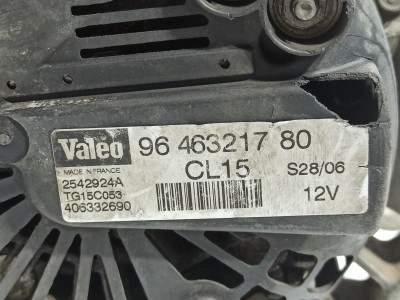 Valeo 96 463217 80
MADE IN FRANCE CL15 S28/06
2542924A
TG15C053 12V
406332690